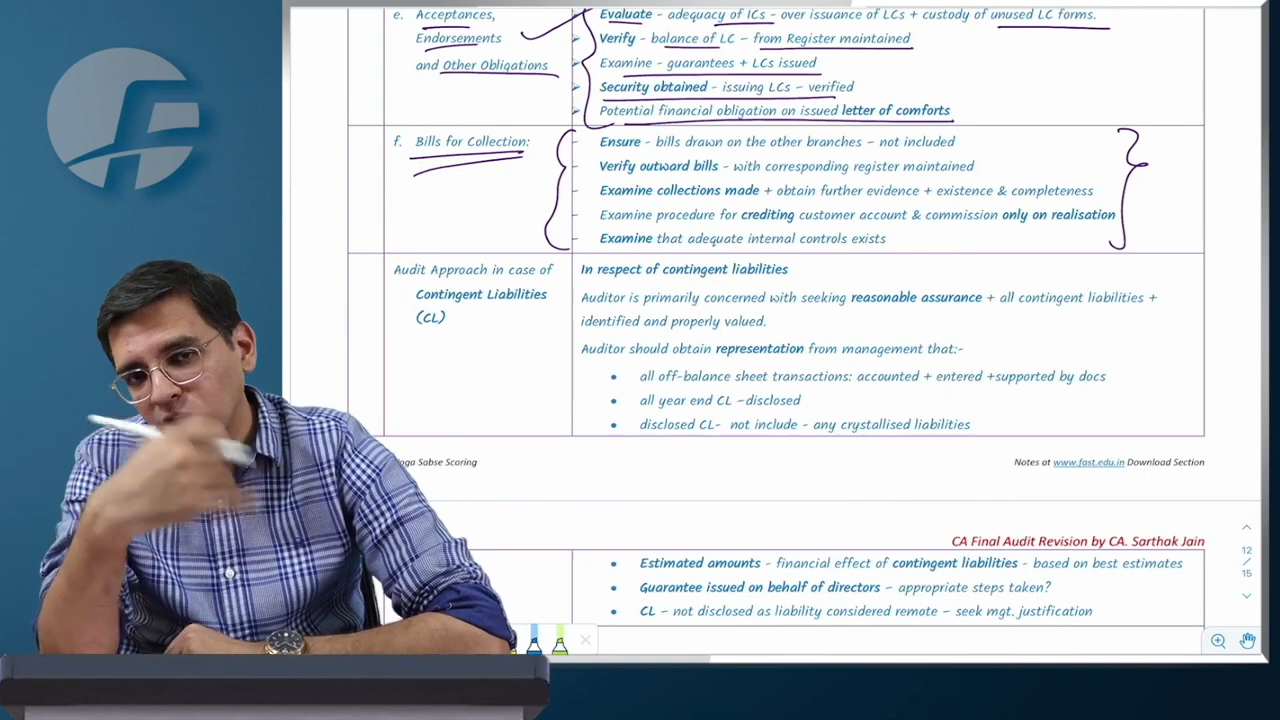 e. Acceptances,
Endorsements
and Other Obligations
Evaluate - adequacy of ICs - over issuance of LCs + custody of unused LC forms.
Verify - balance of LC – from Register maintained
Examine - guarantees + LCs issued
Security obtained - issuing LCs – verified
Potential financial obligation on issued letter of comforts
f. Bills for Collection:
Ensure - bills drawn on the other branches – not included
Verify outward bills - with corresponding register maintained
Examine collections made + obtain further evidence + existence & completeness
Examine procedure for crediting customer account & commission only on realisation
Examine that adequate internal controls exists
Audit Approach in case of
Contingent Liabilities
(CL)
In respect of contingent liabilities
Auditor is primarily concerned with seeking reasonable assurance + all contingent liabilities +
identified and properly valued.
Auditor should obtain representation from management that:-
• all off-balance sheet transactions: accounted + entered +supported by docs
• all year end CL –disclosed
• disclosed CL- not include - any crystallised liabilities
Sabse Scoring
Notes at www.fast.edu.in Download Section
CA Final Audit Revision by CA. Sarthak Jain
• Estimated amounts - financial effect of contingent liabilities - based on best estimates
• Guarantee issued on behalf of directors – appropriate steps taken?
• CL – not disclosed as liability considered remote – seek mgt. justification
12
/
15